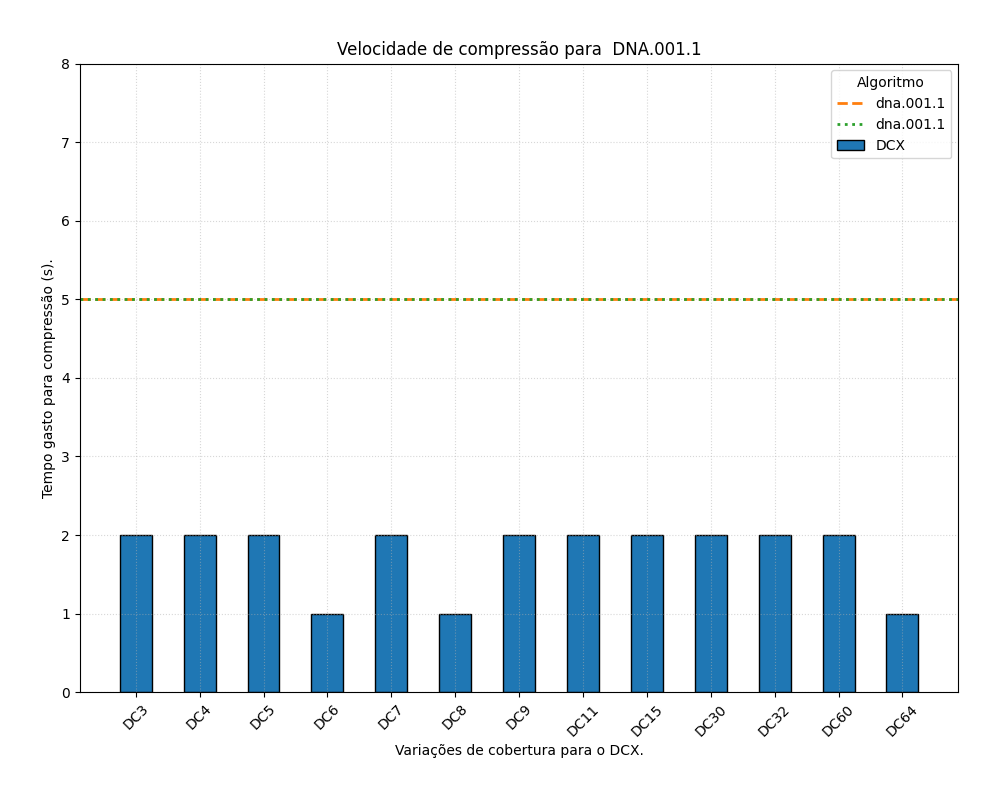 Velocidade de compressão para  DNA.001.1
Algoritmo
dna.001.1
dna.001.1
DCX
Tempo gasto para compressão (s).
8
7
6
5
4
3
2
1
0
DC3 DC4 DC5 DC6 DC7 DC8 DC9 DC11 DC15 DC30 DC32 DC60 DC64
Variações de cobertura para o DCX.